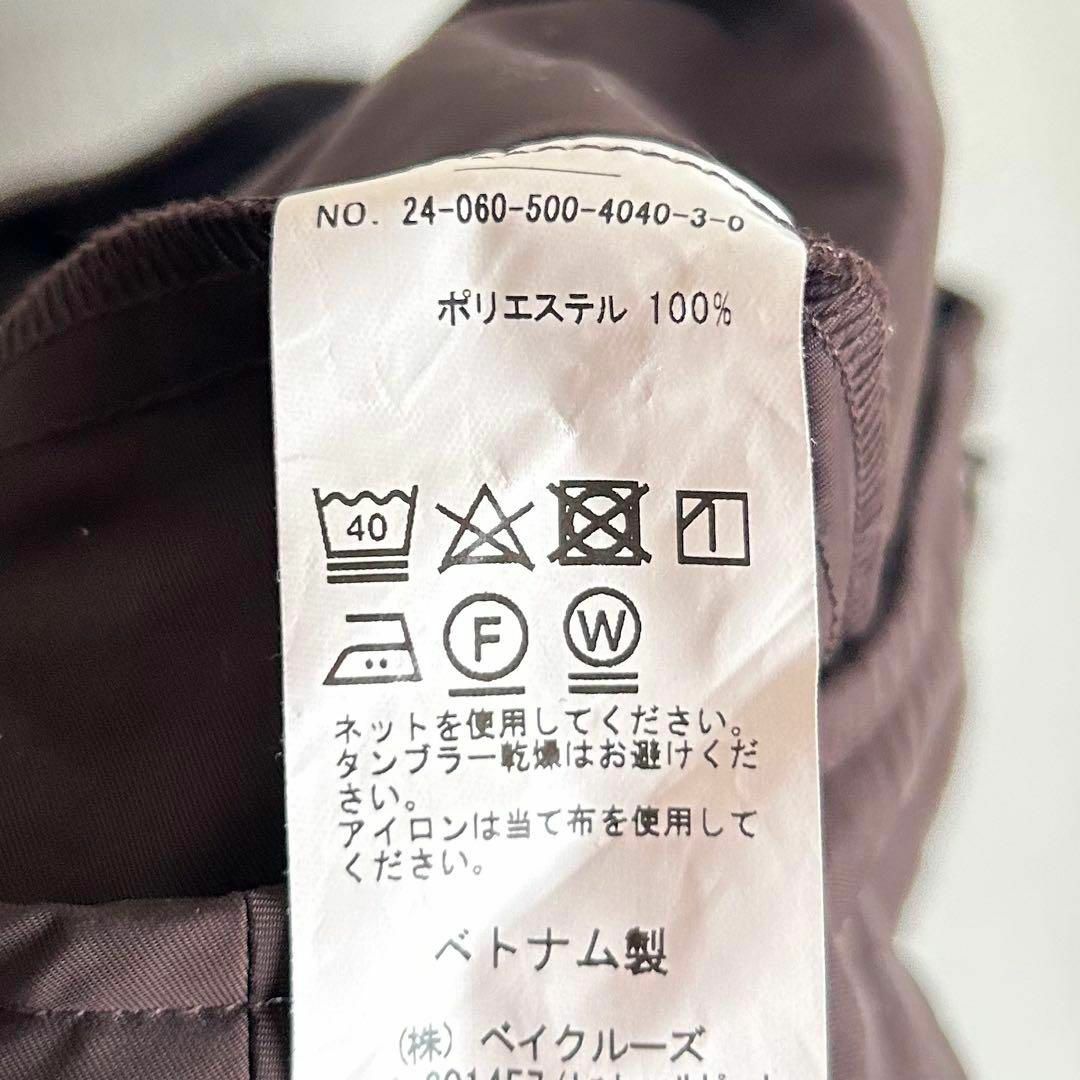 NO. 24-060-500-4040-3-o
ポリエステル 100%
40
F W
ネットを使用してください。
タンブラー乾燥はお避けくだ
さい。
アイロンは当て布を使用して
ください。
ベトナム製
(株) ベイクルーズ